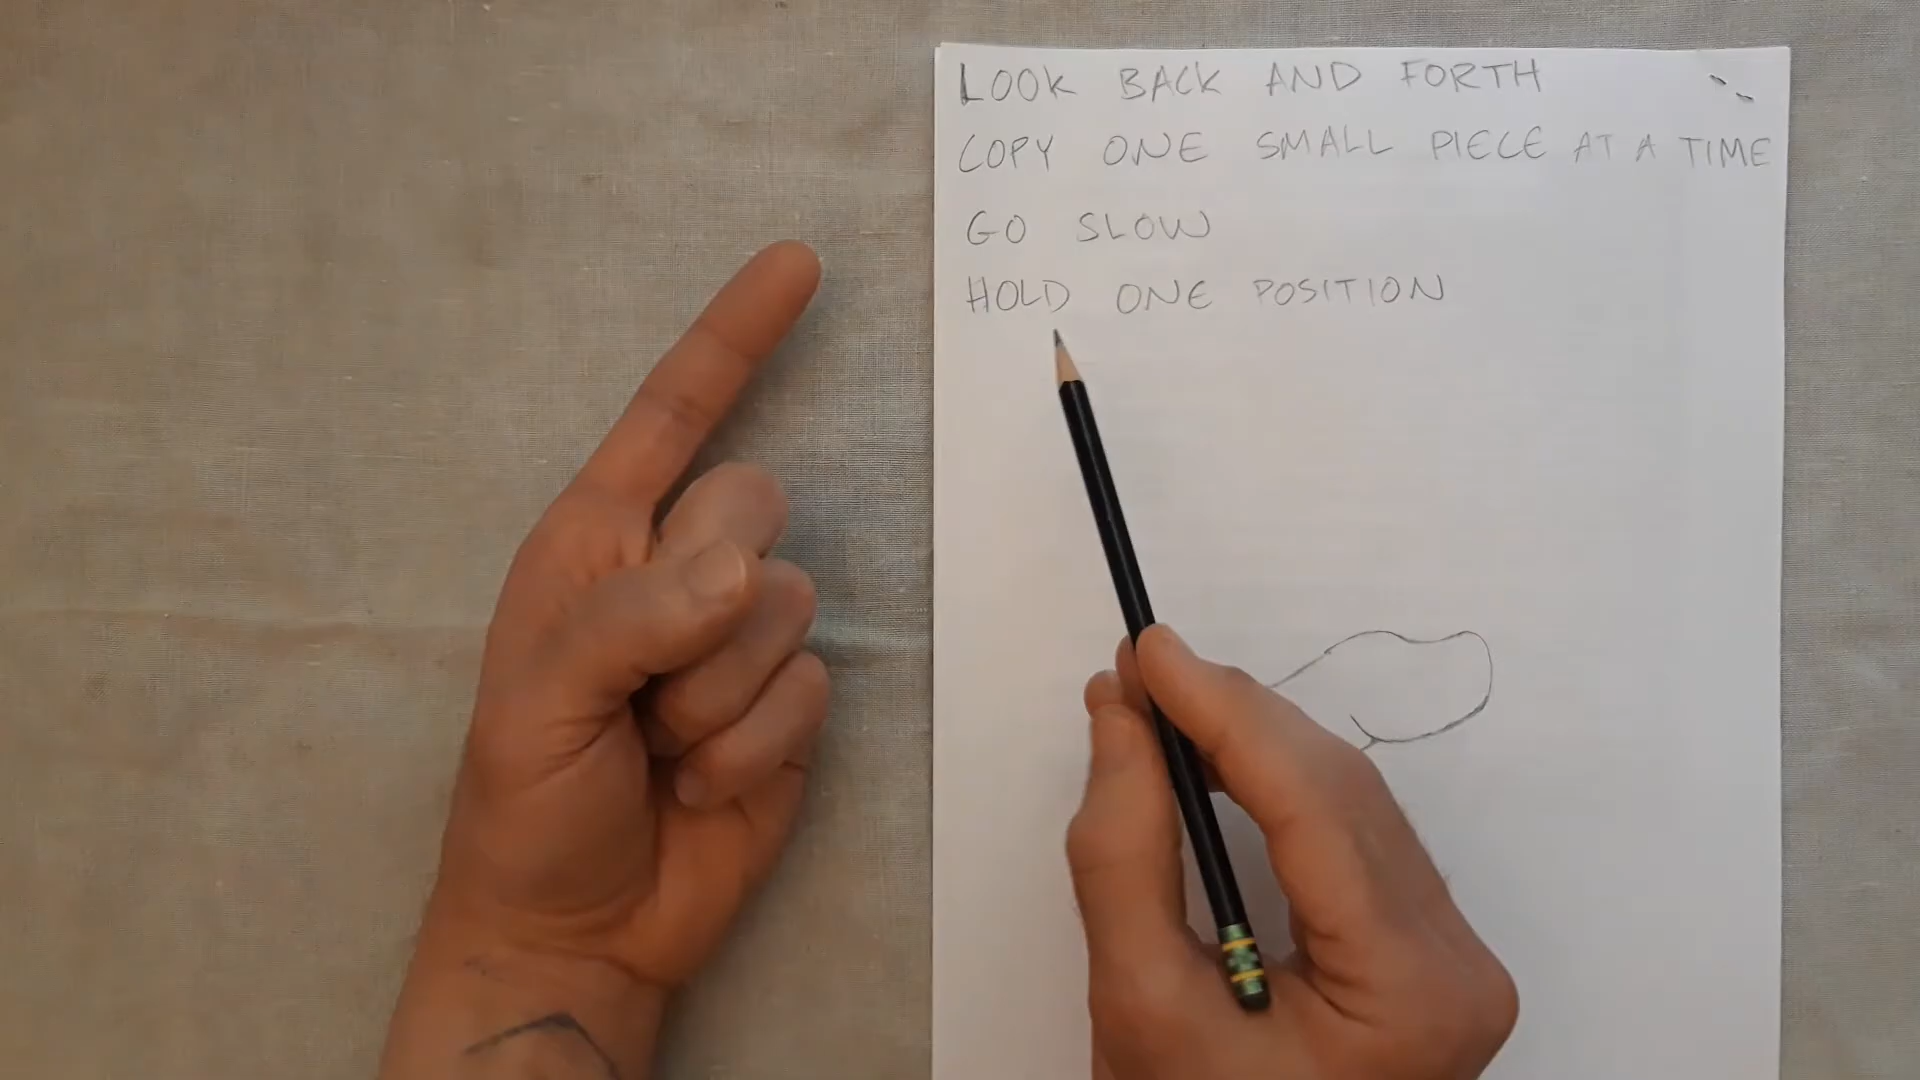 LOOK BACK AND FORTH
COPY ONE SMALL PIECE AT A TIME
GO SLOW
HOLD ONE POSITION